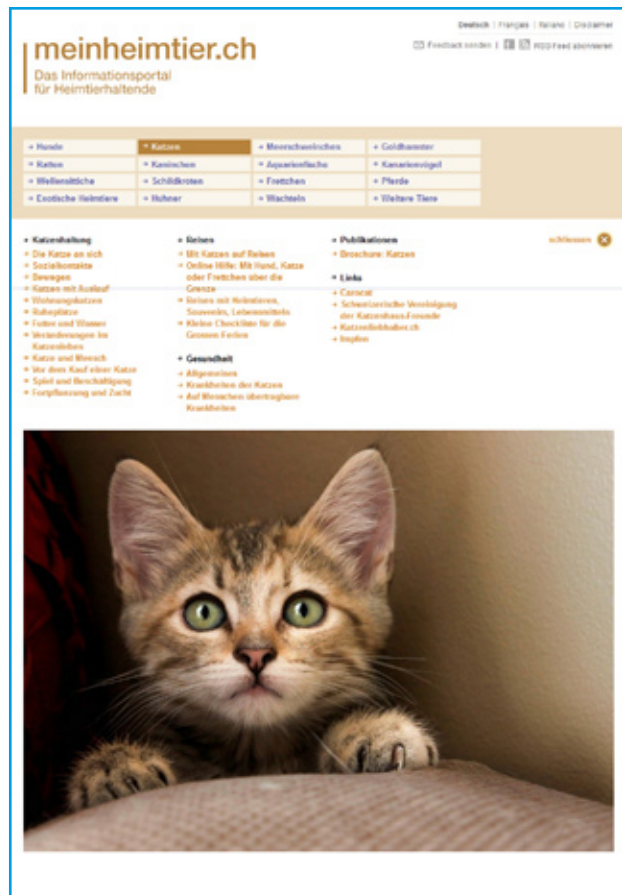 Deutsch | Français | Italiano | Disclaimer
Feedback senden | RSS Feed abonnieren
meinheimtier.ch
Das Informationsportal
für Heimtierhaltende
Hunde
Katzen
Meerschweinchen
Goldhamster
Ratten
Kaninchen
Aquarienfische
Kanarienvögel
Wellensittiche
Schildkröten
Frettchen
Pferde
Exotische Heimtiere
Hühner
Wachteln
Weitere Tiere
Katzenhaltung
Die Katze an sich
Sozialkontakte
Bewegen
Katzen mit Auslauf
Wohnungskatzen
Ruheplätze
Futter und Wasser
Veränderungen im
Katzenleben
Katze und Mensch
Vor dem Kauf einer Katze
Spiel und Beschäftigung
Fortpflanzung und Zucht
Reisen
Mit Katzen auf Reisen
Online Hilfe: Mit Hund, Katze
oder Frettchen über die
Grenze
Reisen mit Heimtieren,
Souvenirs, Lebensmitteln
Kleine Checkliste für die
Grossen Ferien
Gesundheit
Allgemeines
Krankheiten der Katzen
Auf Menschen übertragbare
Krankheiten
Publikationen
Broschüre: Katzen
Links
Schweizerische Vereinigung
der Katzenhaus-Freunde
Katzenliebhaber.ch
Impfen
schliessen